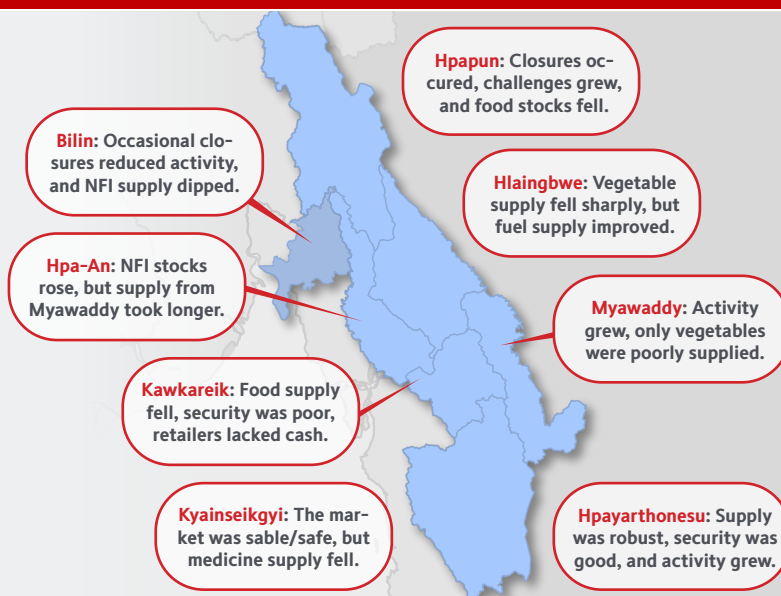 Hpapun: Closures oc-
cured, challenges grew,
and food stocks fell.
Bilin: Occasional clo-
sures reduced activity,
and NFI supply dipped.
Hlaingbwe: Vegetable
supply fell sharply, but
fuel supply improved.
Hpa-An: NFI stocks
rose, but supply from
Myawaddy took longer.
Myawaddy: Activity
grew, only vegetables
were poorly supplied.
Kawkareik: Food supply
fell, security was poor,
retailers lacked cash.
Kyainseikgyi: The mar-
ket was sable/safe, but
medicine supply fell.
Hpayarthonesu: Supply
was robust, security was
good, and activity grew.